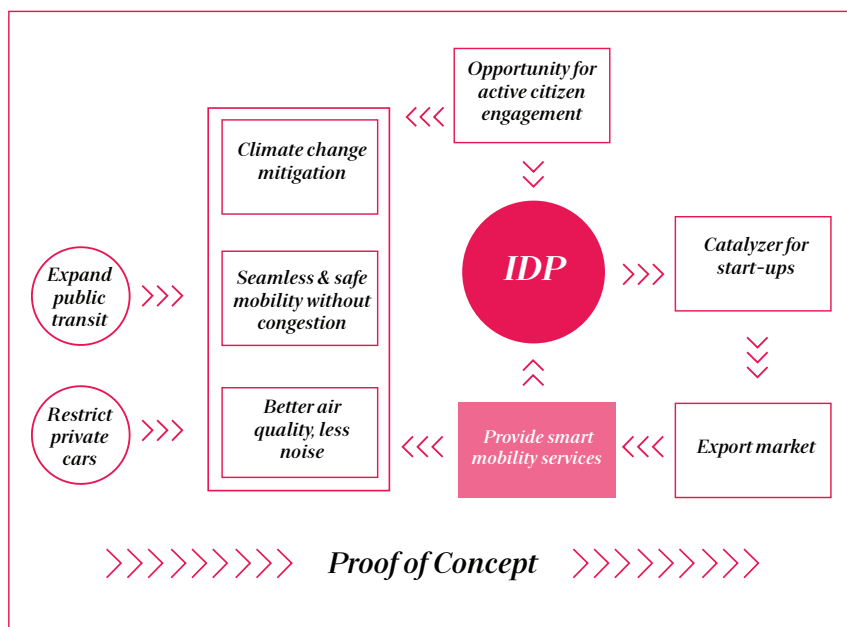 Opportunity for
active citizen
engagement
Climate change
mitigation
IDP
Catalyzer for
start-ups
Expand
public
transit
Seamless & safe
mobility without
congestion
Restrict
private
cars
Better air
quality, less
noise
Provide smart
mobility services
Export market
Proof of Concept